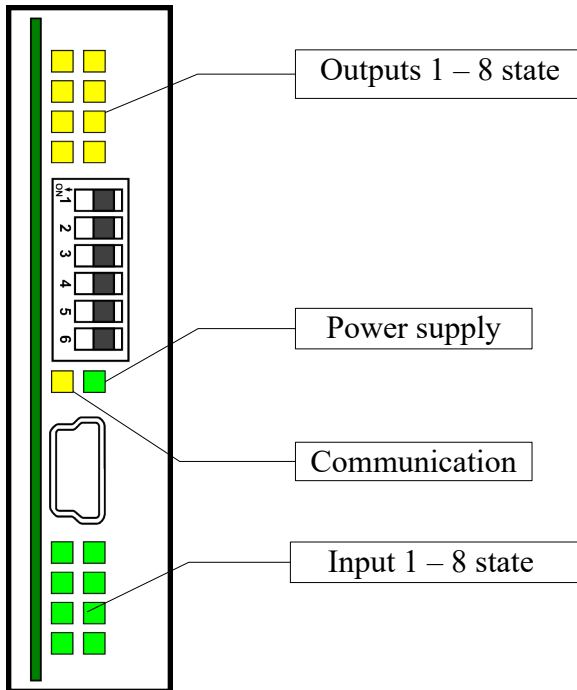 Outputs 1 – 8 state
ON
1
2
3
4
5
6
Power supply
Communication
Input 1 – 8 state